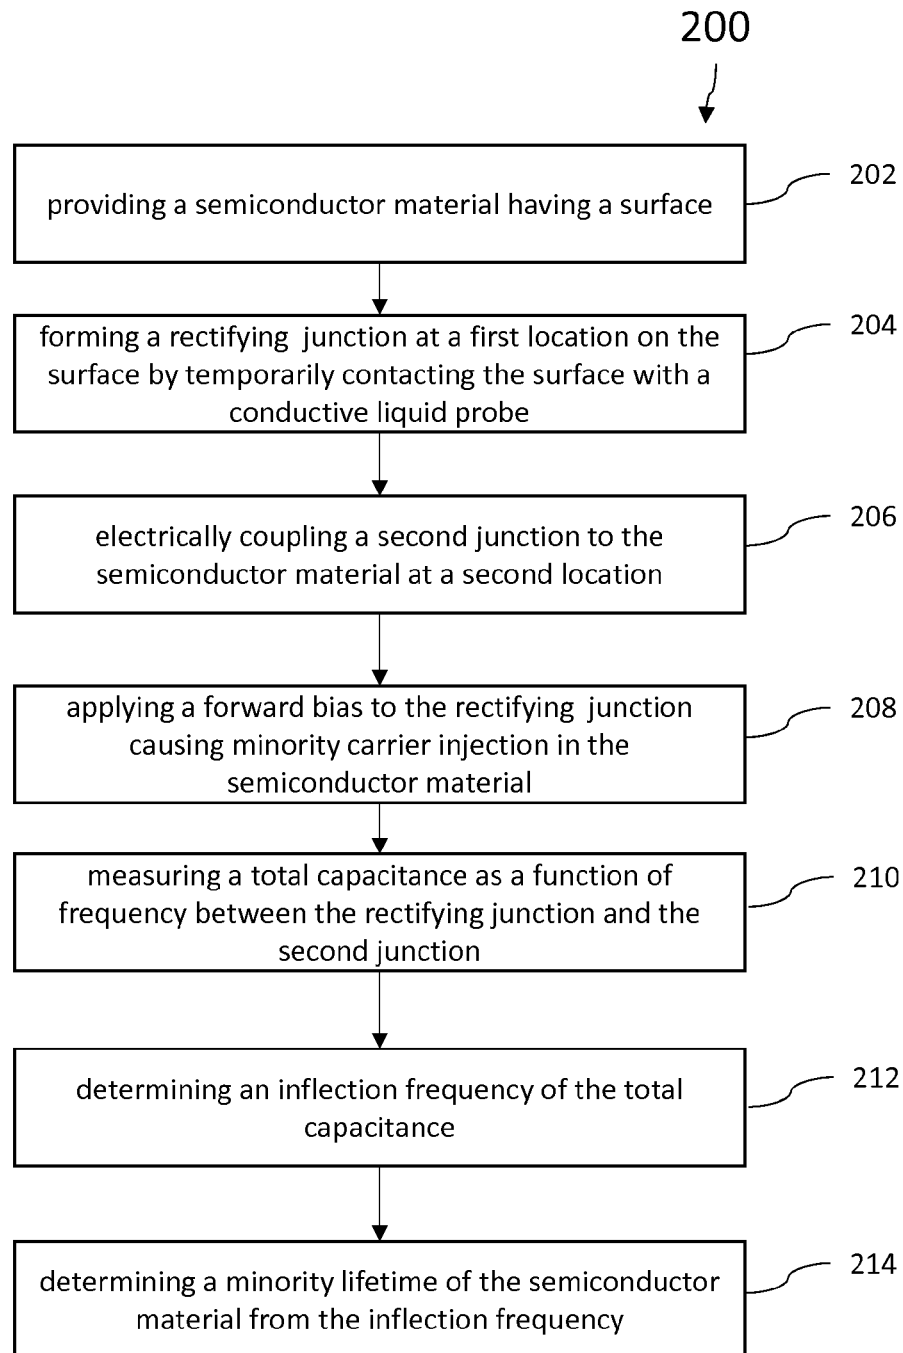 200
providing a semiconductor material having a surface
202
forming a rectifying junction at a first location on the
surface by temporarily contacting the surface with a
conductive liquid probe
204
electrically coupling a second junction to the
semiconductor material at a second location
206
applying a forward bias to the rectifying junction
causing minority carrier injection in the
semiconductor material
208
measuring a total capacitance as a function of
frequency between the rectifying junction and the
second junction
210
determining an inflection frequency of the total
capacitance
212
determining a minority lifetime of the semiconductor
material from the inflection frequency
214